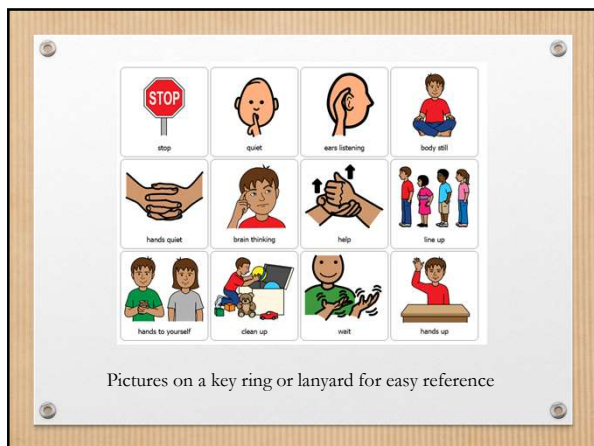 STOP
stop
quiet
ears listening
body still
hands quiet
brain thinking
help
line up
hands to yourself
clean up
wait
hands up
Pictures on a key ring or lanyard for easy reference